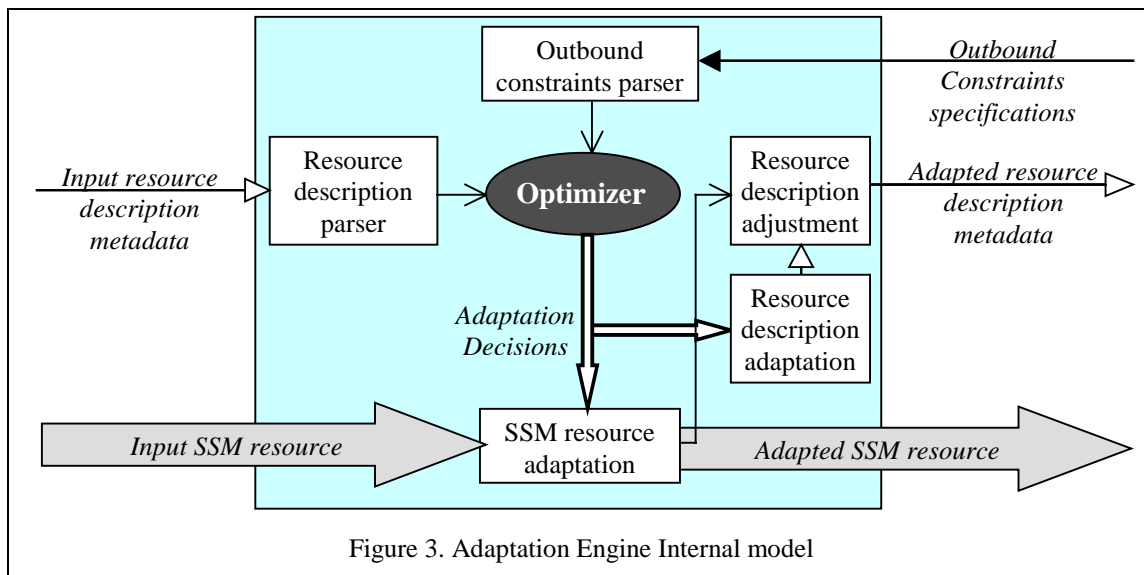 Outbound
constraints parser
Outbound
Constraints
specifications
Input resource
description
metadata
Resource
description
parser
Optimizer
Resource
description
adjustment
Adapted resource
description
metadata
Adaptation
Decisions
Resource
description
adaptation
Input SSM resource
SSM resource
adaptation
Adapted SSM resource
Figure 3. Adaptation Engine Internal model